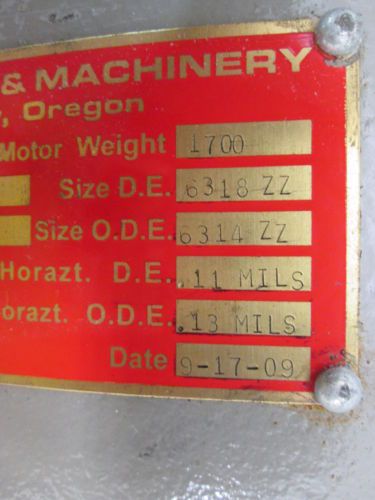 & MACHINERY
, Oregon
Motor Weight 1700
Size D.E. 6318 ZZ
Size O.D.E. 6314 ZZ
Horazt. D.E. .11 MILS
orazt. O.D.E. .13 MILS
Date 9-17-09